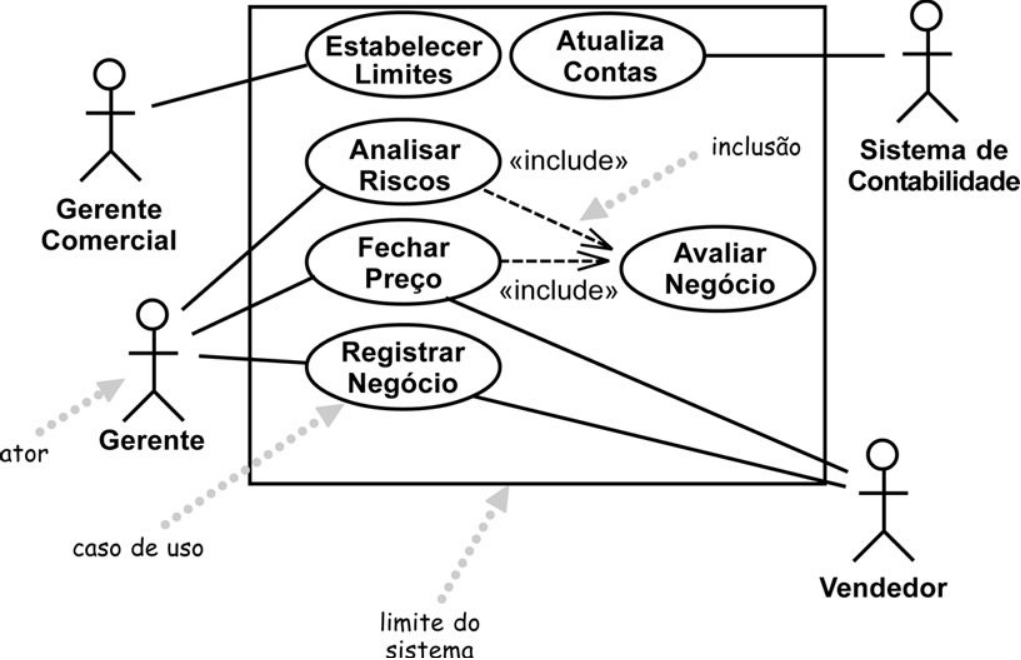 Estabelecer
Limites
Atualiza
Contas
Analisar
Riscos
«include»
inclusão
Sistema de
Contabilidade
Gerente
Comercial
Fechar
Preço
«include»
Avaliar
Negócio
Registrar
Negócio
Gerente
ator
caso de uso
Vendedor
limite do
sistema